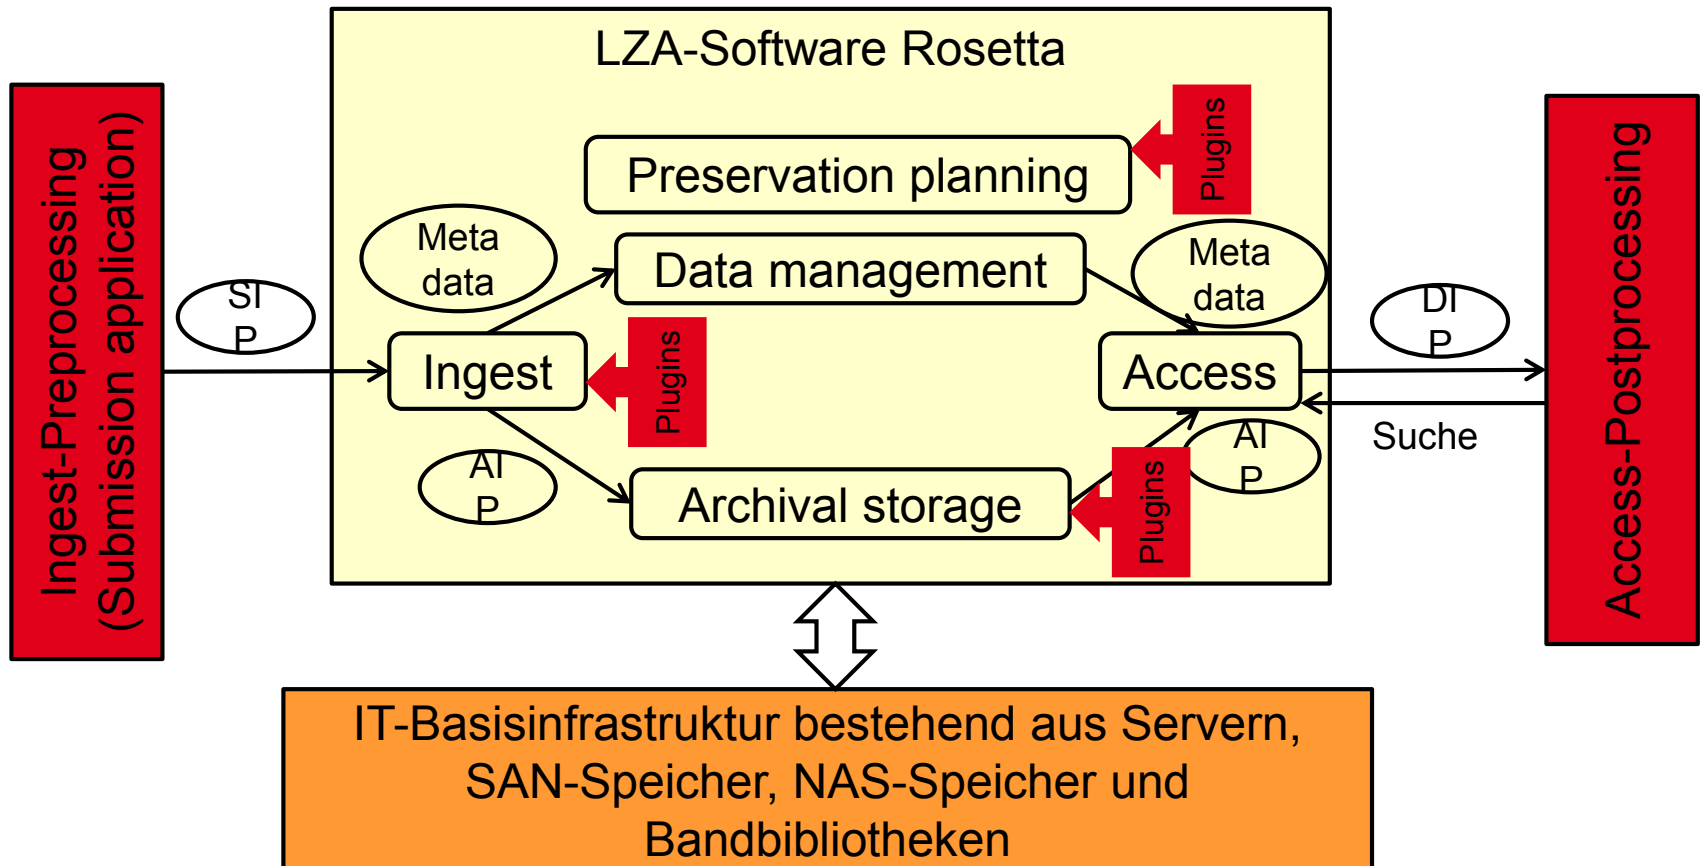 LZA-Software Rosetta
Ingest-Preprocessing
(Submission application)
Plugins
Preservation planning
Meta
data
Data management
Meta
data
SI
P
DI
P
Ingest
Plugins
Access
Suche
AI
P
AI
P
Archival storage
Plugins
Access-Postprocessing
IT-Basisinfrastruktur bestehend aus Servern,
SAN-Speicher, NAS-Speicher und
Bandbibliotheken